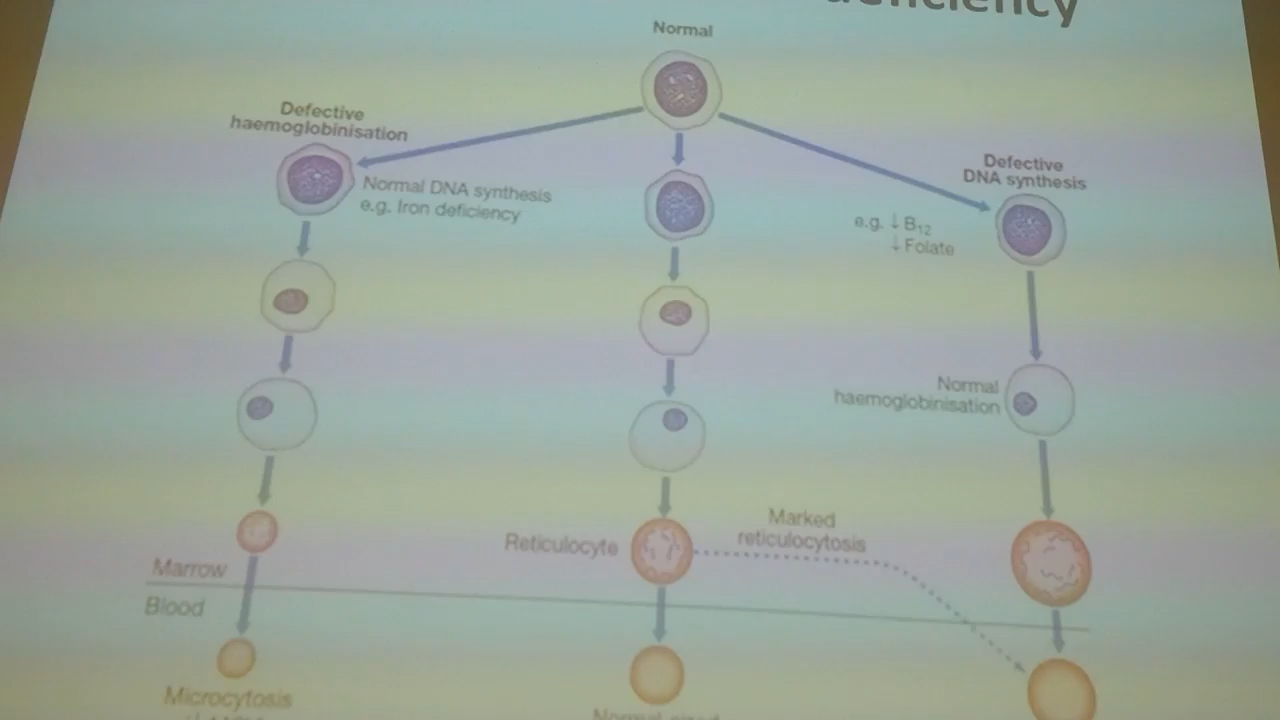 deficiency
Normal
Defective
haemoglobinisation
Normal DNA synthesis
e.g. Iron deficiency
Defective
DNA synthesis
e.g. ↓ B₁₂
↓ Folate
Normal
haemoglobinisation
Reticulocyte
Marked
reticulocytosis
Marrow
Blood
Microcytosis